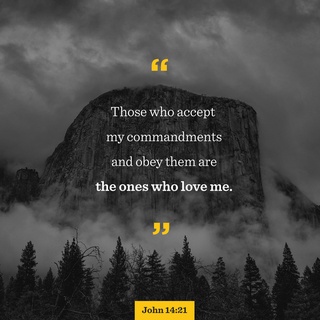 “
Those who accept
my commandments
and obey them are
the ones who love me.
”
John 14:21